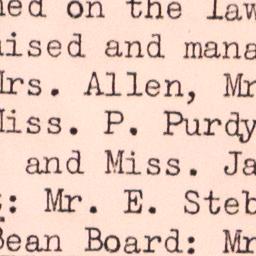 ned on the law
aised and mana
Mrs. Allen, Mr
Miss. P. Purdy
and Miss. Ja
: Mr. E. Steb
Bean Board: Mr